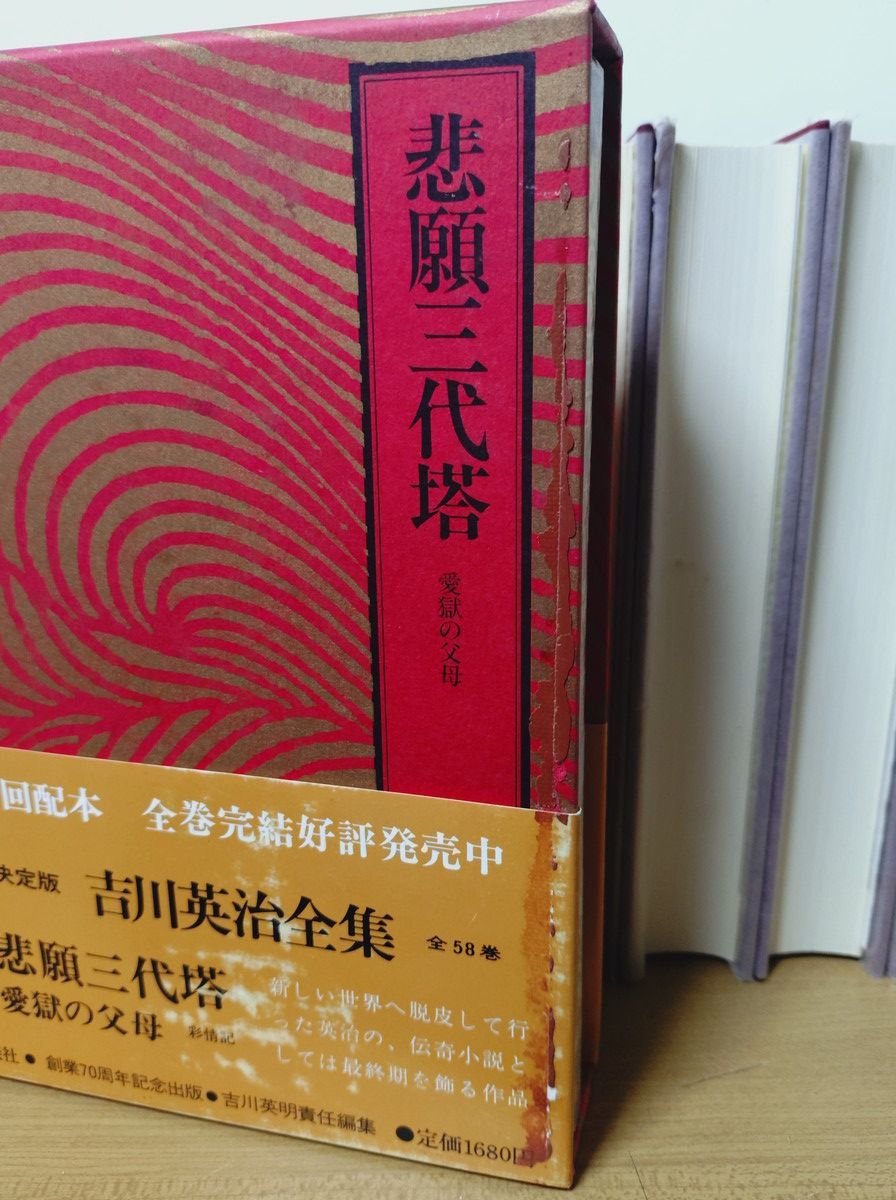 悲願三代塔
愛獄の父母
回配本　全巻完結好評発売中
決定版　吉川英治全集　全58巻
悲願三代塔
愛獄の父母　彩情記
新しい世界へ脱皮して行
った英治の、伝奇小説と
しては最終期を飾る作品
社●創業70周年記念出版●吉川英明責任編集　●定価1680円